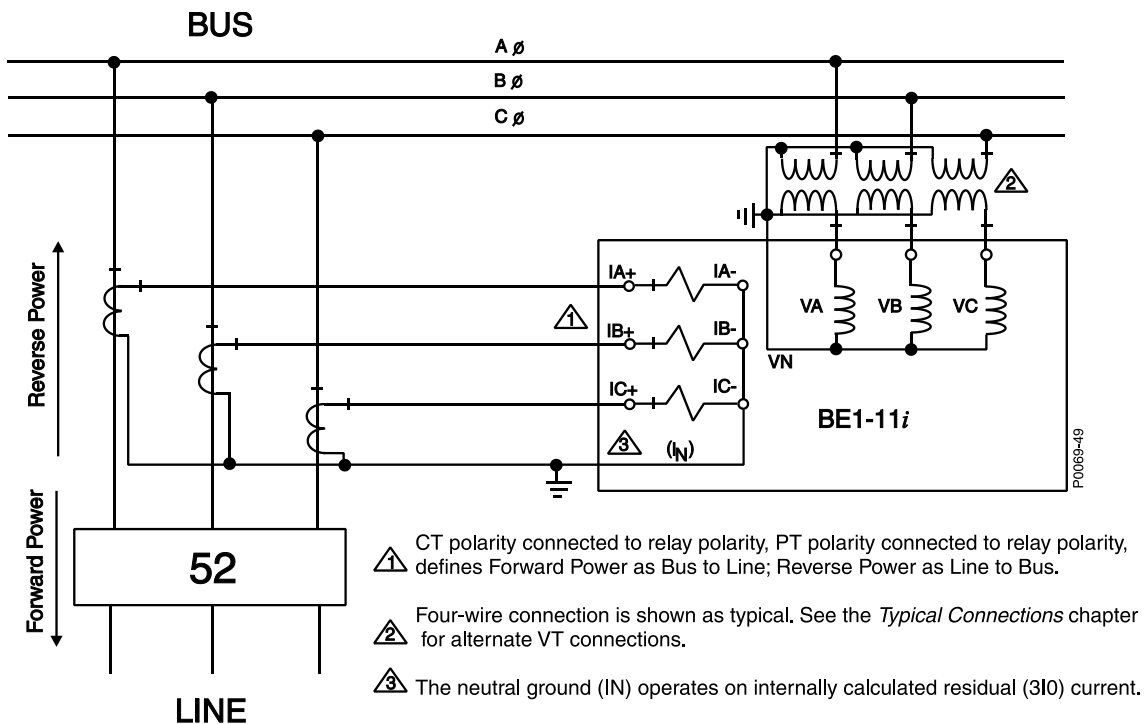 BUS
A ø
B ø
C ø
2
Reverse Power
Forward Power
IA+
IA-
IB+
IB-
IC+
IC-
1
3
(IN)
VA
VB
VC
VN
BE1-11i
P0069-49
52
LINE
1 CT polarity connected to relay polarity, PT polarity connected to relay polarity,
defines Forward Power as Bus to Line; Reverse Power as Line to Bus.
2 Four-wire connection is shown as typical. See the Typical Connections chapter
for alternate VT connections.
3 The neutral ground (IN) operates on internally calculated residual (3I0) current.